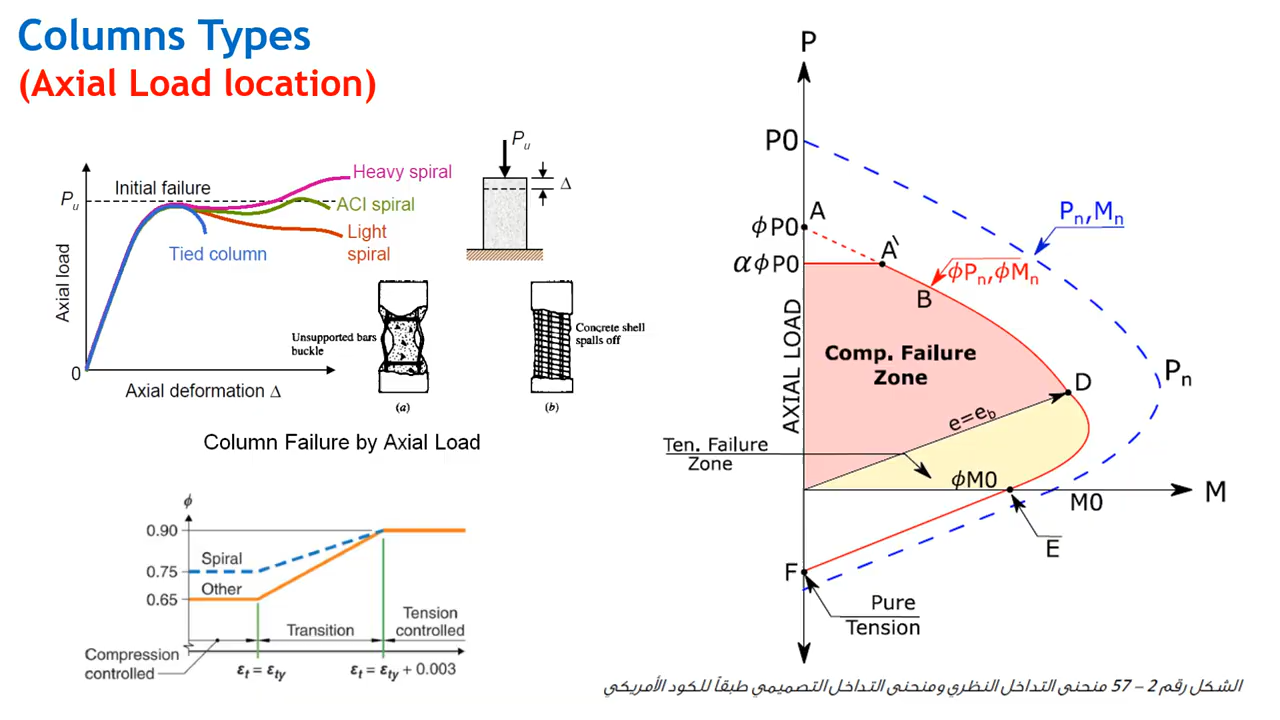 Columns Types
(Axial Load location)
Heavy spiral
Initial failure
Pu
ACI spiral
Light
spiral
Tied column
Axial load
0
Axial deformation Δ
Pu
Δ
Unsupported bars
buckle
(a)
Concrete shell
spalls off
(b)
Column Failure by Axial Load
ϕ
0.90
Spiral
0.75
Other
0.65
Transition
Tension
controlled
Compression
controlled
εt = εty
εt = εty + 0.003
P
P0
A
ϕP0
αϕP0
A`
Pn,Mn
ϕPn,ϕMn
B
AXIAL LOAD
Comp. Failure
Zone
Pn
D
e=eb
Ten. Failure
Zone
ϕM0
M0
M
E
F
Pure
Tension
الشكل رقم 2 – 57 منحنى التداخل النظري ومنحنى التداخل التصميمي طبقاً للكود الأمريكي